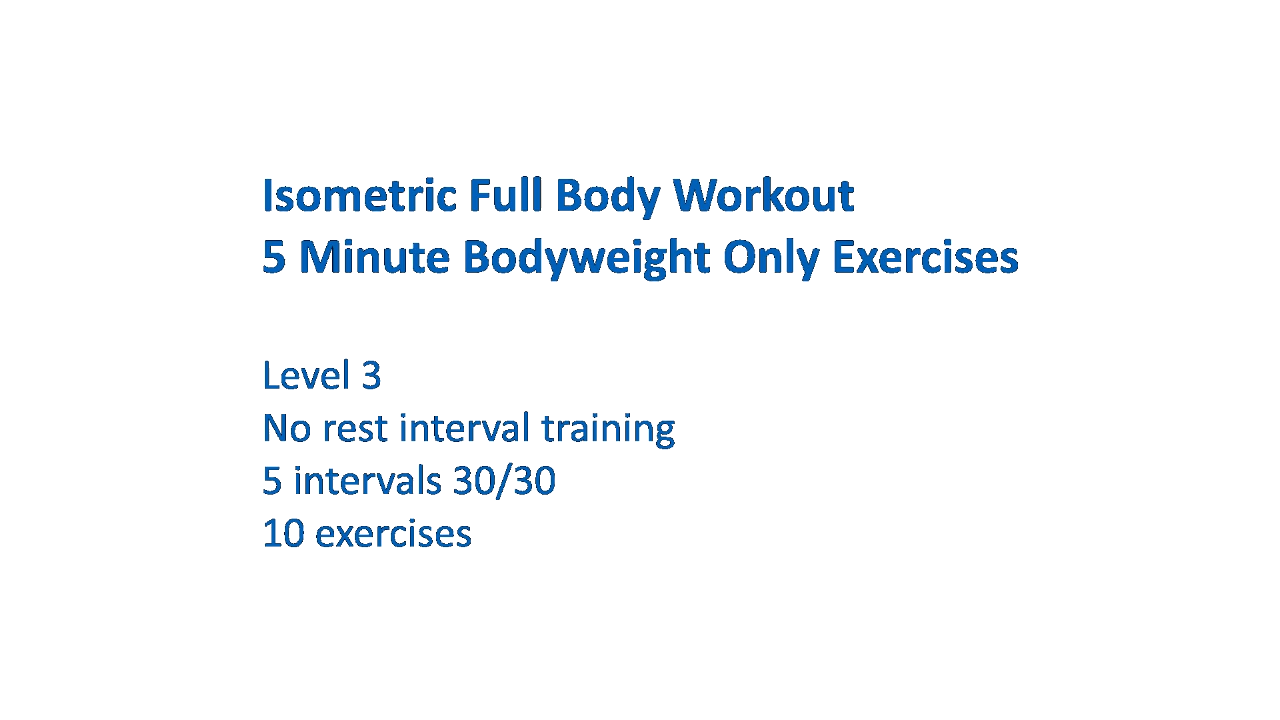 Isometric Full Body Workout
5 Minute Bodyweight Only Exercises
Level 3
No rest interval training
5 intervals 30/30
10 exercises